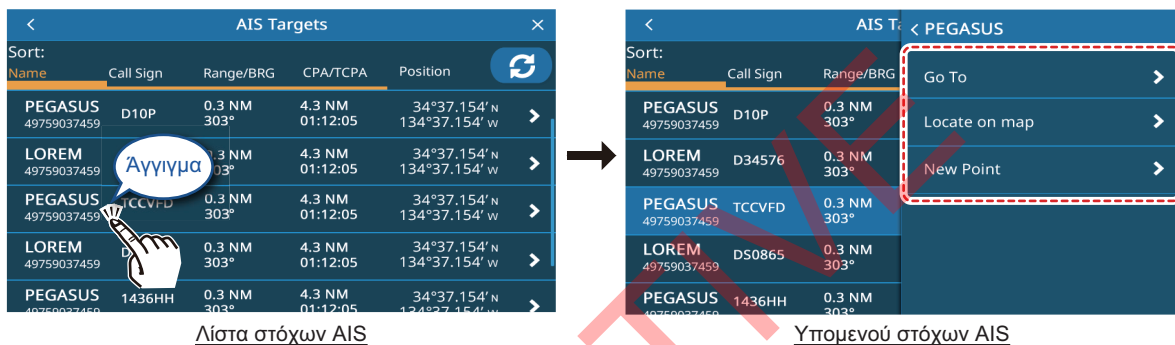 AIS Targets
Sort:
Name Call Sign Range/BRG CPA/TCPA Position
PEGASUS D10P 0.3 NM 4.3 NM 34°37.154′ N
49759037459 303° 01:12:05 134°37.154′ W
LOREM 3 NM 4.3 NM 34°37.154′ N
49759037459 03° 01:12:05 134°37.154′ W
Άγγιγμα
PEGASUS TCCVFD 0.3 NM 4.3 NM 34°37.154′ N
49759037459 303° 01:12:05 134°37.154′ W
LOREM D 0.3 NM 4.3 NM 34°37.154′ N
49759037459 303° 01:12:05 134°37.154′ W
PEGASUS 1436HH 0.3 NM 4.3 NM 34°37.154′ N
49759037459 303° 01:12:05 134°37.154′ W
Λίστα στόχων AIS
AIS Ta
Sort:
Name Call Sign Range/BRG
PEGASUS D10P 0.3 NM
49759037459 303°
LOREM D34576 0.3 NM
49759037459 303°
PEGASUS TCCVFD 0.3 NM
49759037459 303°
LOREM DS0865 0.3 NM
49759037459 303°
PEGASUS 1436HH 0.3 NM
49759037459 303°
< PEGASUS
Go To
Locate on map
New Point
TIVE
Υπομενού στόχων AIS